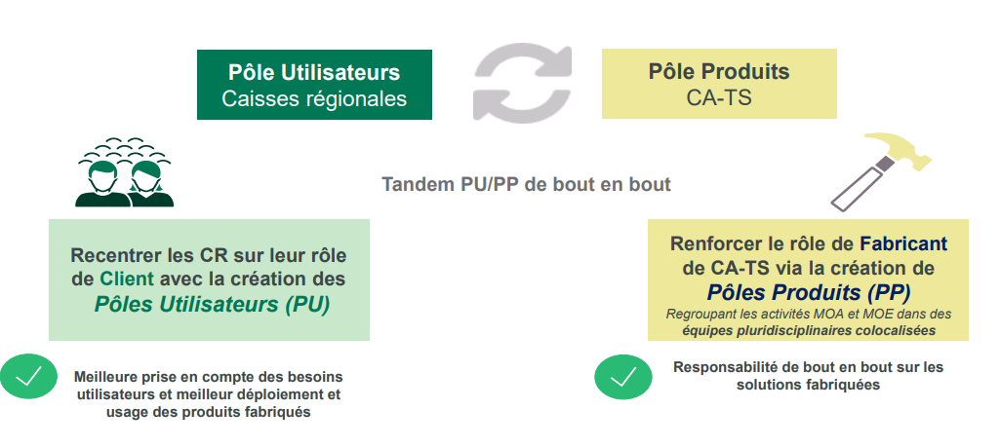 Pôle Utilisateurs
Caisses régionales
Pôle Produits
CA-TS
Tandem PU/PP de bout en bout
Recentrer les CR sur leur rôle
de Client avec la création des
Pôles Utilisateurs (PU)
Renforcer le rôle de Fabricant
de CA-TS via la création de
Pôles Produits (PP)
Regroupant les activités MOA et MOE dans des
équipes pluridisciplinaires colocalisées
Meilleure prise en compte des besoins
utilisateurs et meilleur déploiement et
usage des produits fabriqués
Responsabilité de bout en bout sur les
solutions fabriquées